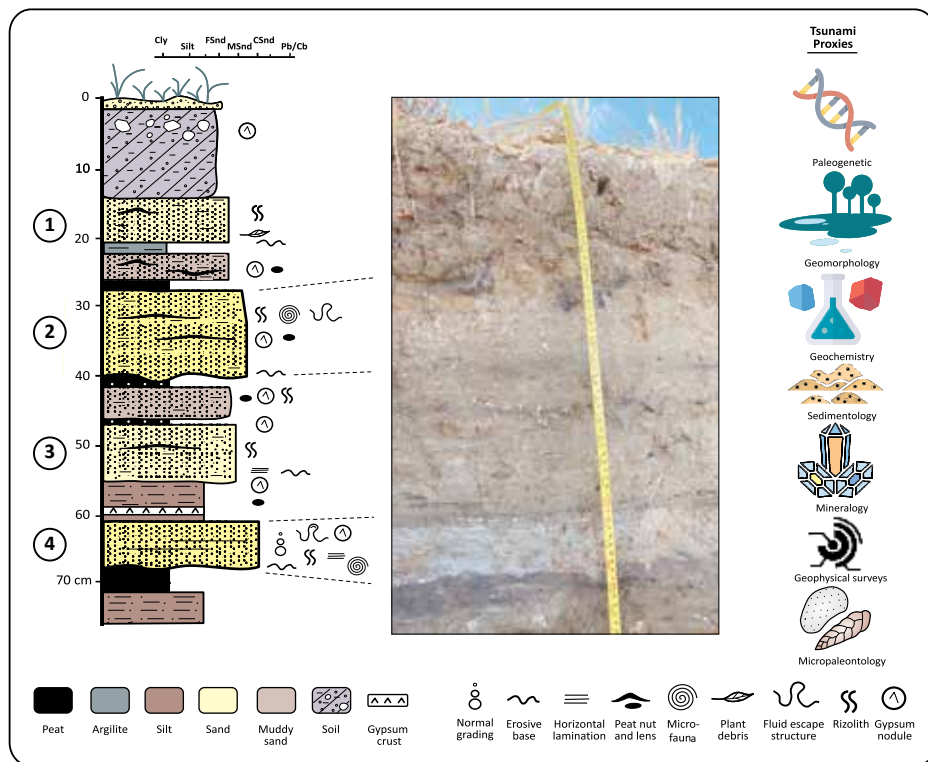 Cly Silt FSnd MSnd CSnd Pb/Cb
Tsunami
Proxies
0
10
1
20
30
2
40
3
50
60
4
70 cm
Paleogenetic
Geomorphology
Geochemistry
Sedimentology
Mineralogy
Geophysical surveys
Micropaleontology
Peat
Argilite
Silt
Sand
Muddy
sand
Soil
Gypsum
crust
Normal
grading
Erosive
base
Horizontal
lamination
Peat nut
and lens
Micro-
fauna
Plant
debris
Fluid escape
structure
Rizolith
Gypsum
nodule